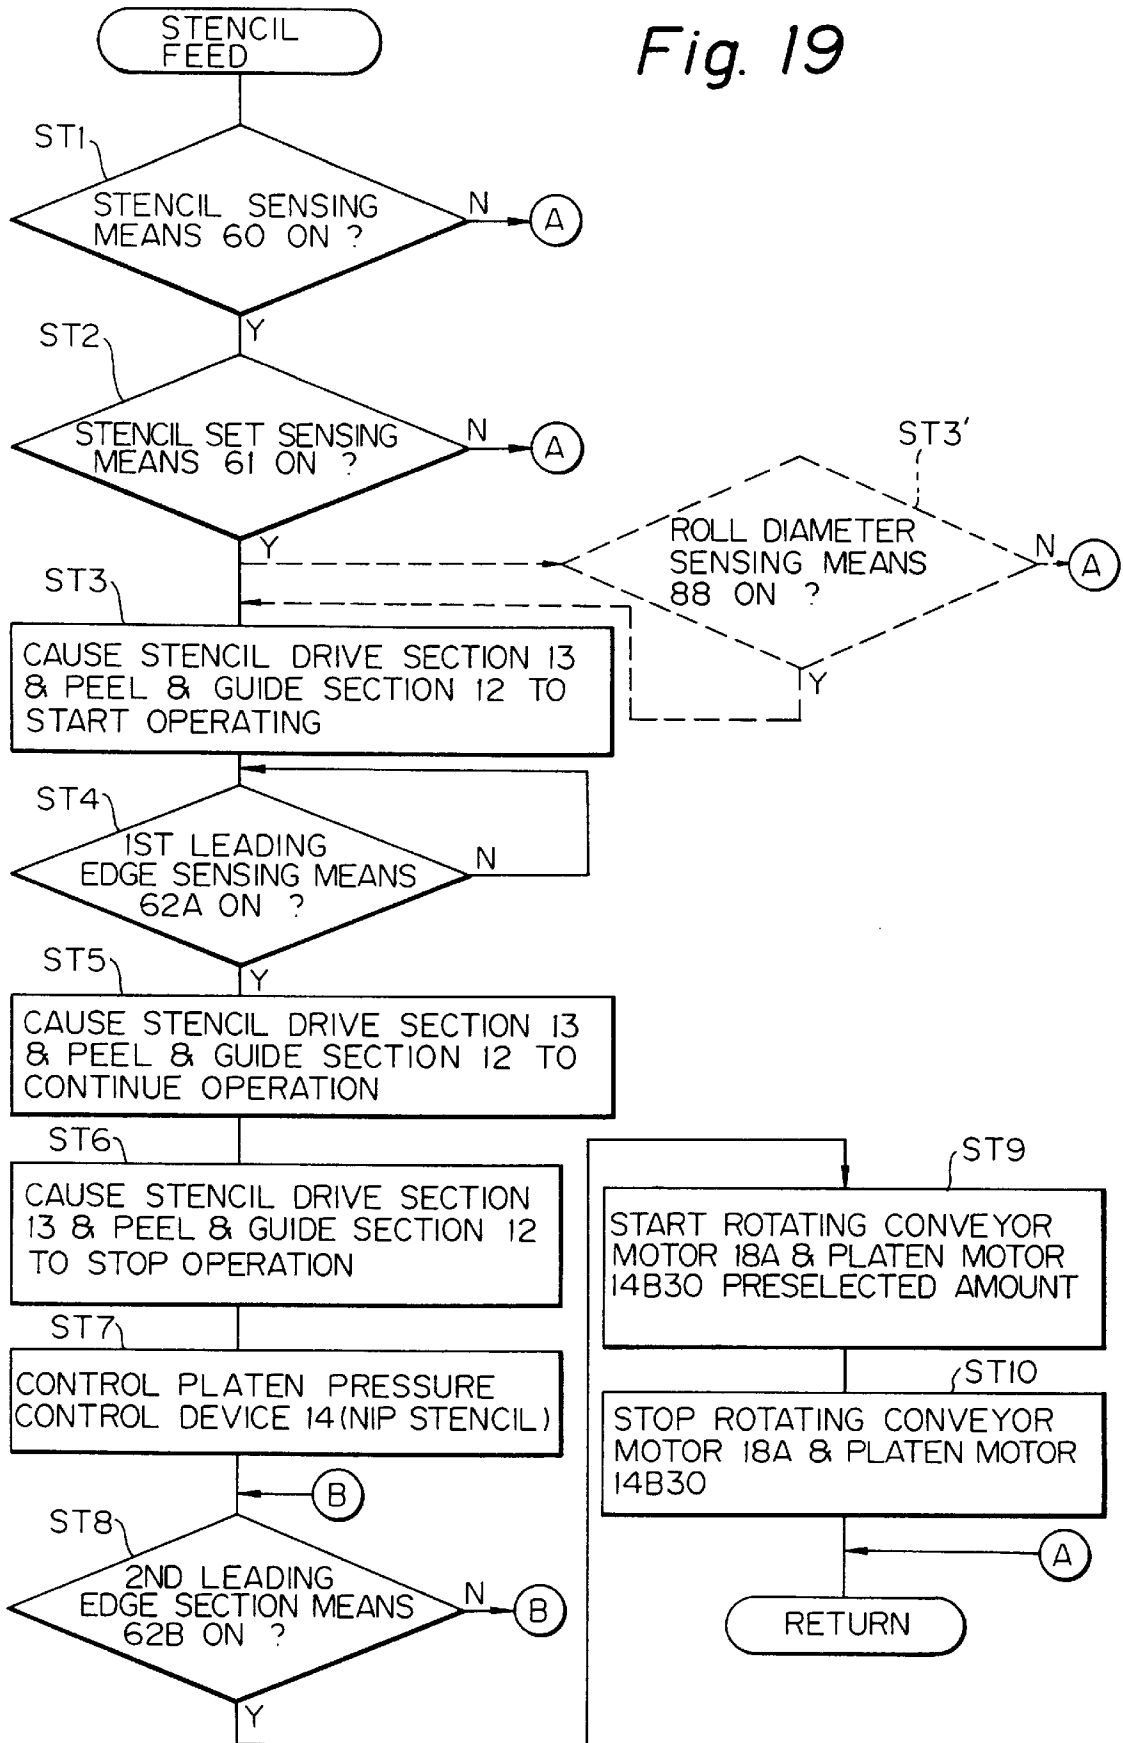 Fig. 19
STENCIL
FEED
ST1
STENCIL SENSING
MEANS 60 ON ?
N
A
Y
ST2
STENCIL SET SENSING
MEANS 61 ON ?
N
A
Y
ST3'
ROLL DIAMETER
SENSING MEANS
88 ON ?
N
A
Y
ST3
CAUSE STENCIL DRIVE SECTION 13
& PEEL & GUIDE SECTION 12 TO
START OPERATING
ST4
1ST LEADING
EDGE SENSING MEANS
62A ON ?
N
Y
ST5
CAUSE STENCIL DRIVE SECTION 13
& PEEL & GUIDE SECTION 12 TO
CONTINUE OPERATION
ST6
CAUSE STENCIL DRIVE SECTION
13 & PEEL & GUIDE SECTION 12
TO STOP OPERATION
ST7
CONTROL PLATEN PRESSURE
CONTROL DEVICE 14(NIP STENCIL)
B
ST8
2ND LEADING
EDGE SECTION MEANS
62B ON ?
N
B
Y
ST9
START ROTATING CONVEYOR
MOTOR 18A & PLATEN MOTOR
14B30 PRESELECTED AMOUNT
ST10
STOP ROTATING CONVEYOR
MOTOR 18A & PLATEN MOTOR
14B30
A
RETURN